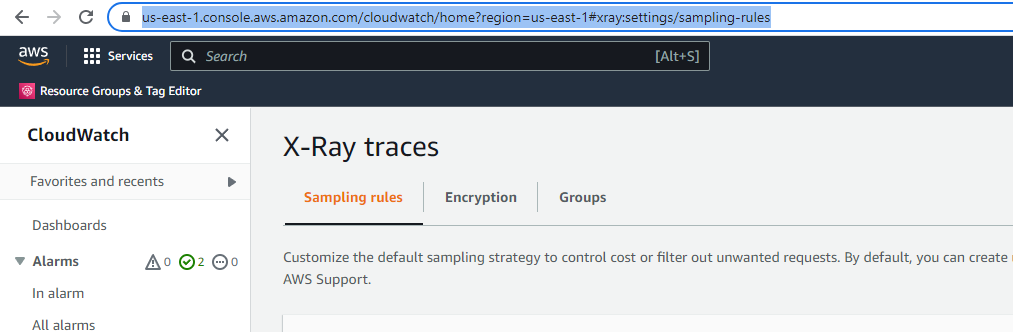 us-east-1.console.aws.amazon.com/cloudwatch/home?region=us-east-1#xray:settings/sampling-rules
aws
Services
Search
[Alt+S]
Resource Groups & Tag Editor
CloudWatch
Favorites and recents
Dashboards
Alarms 0 2 0
In alarm
All alarms
X-Ray traces
Sampling rules Encryption Groups
Customize the default sampling strategy to control cost or filter out unwanted requests. By default, you can create
AWS Support.